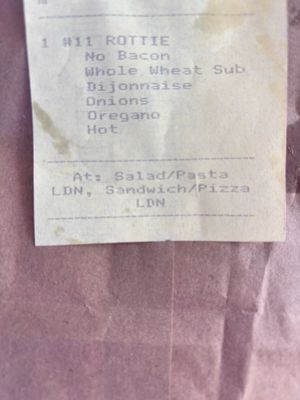 1 #11 ROTTIE
No Bacon
Whole Wheat Sub
Dijonnaise
Onions
Oregano
Hot
At: Salad/Pasta
LDN, Sandwich/Pizza
LDN